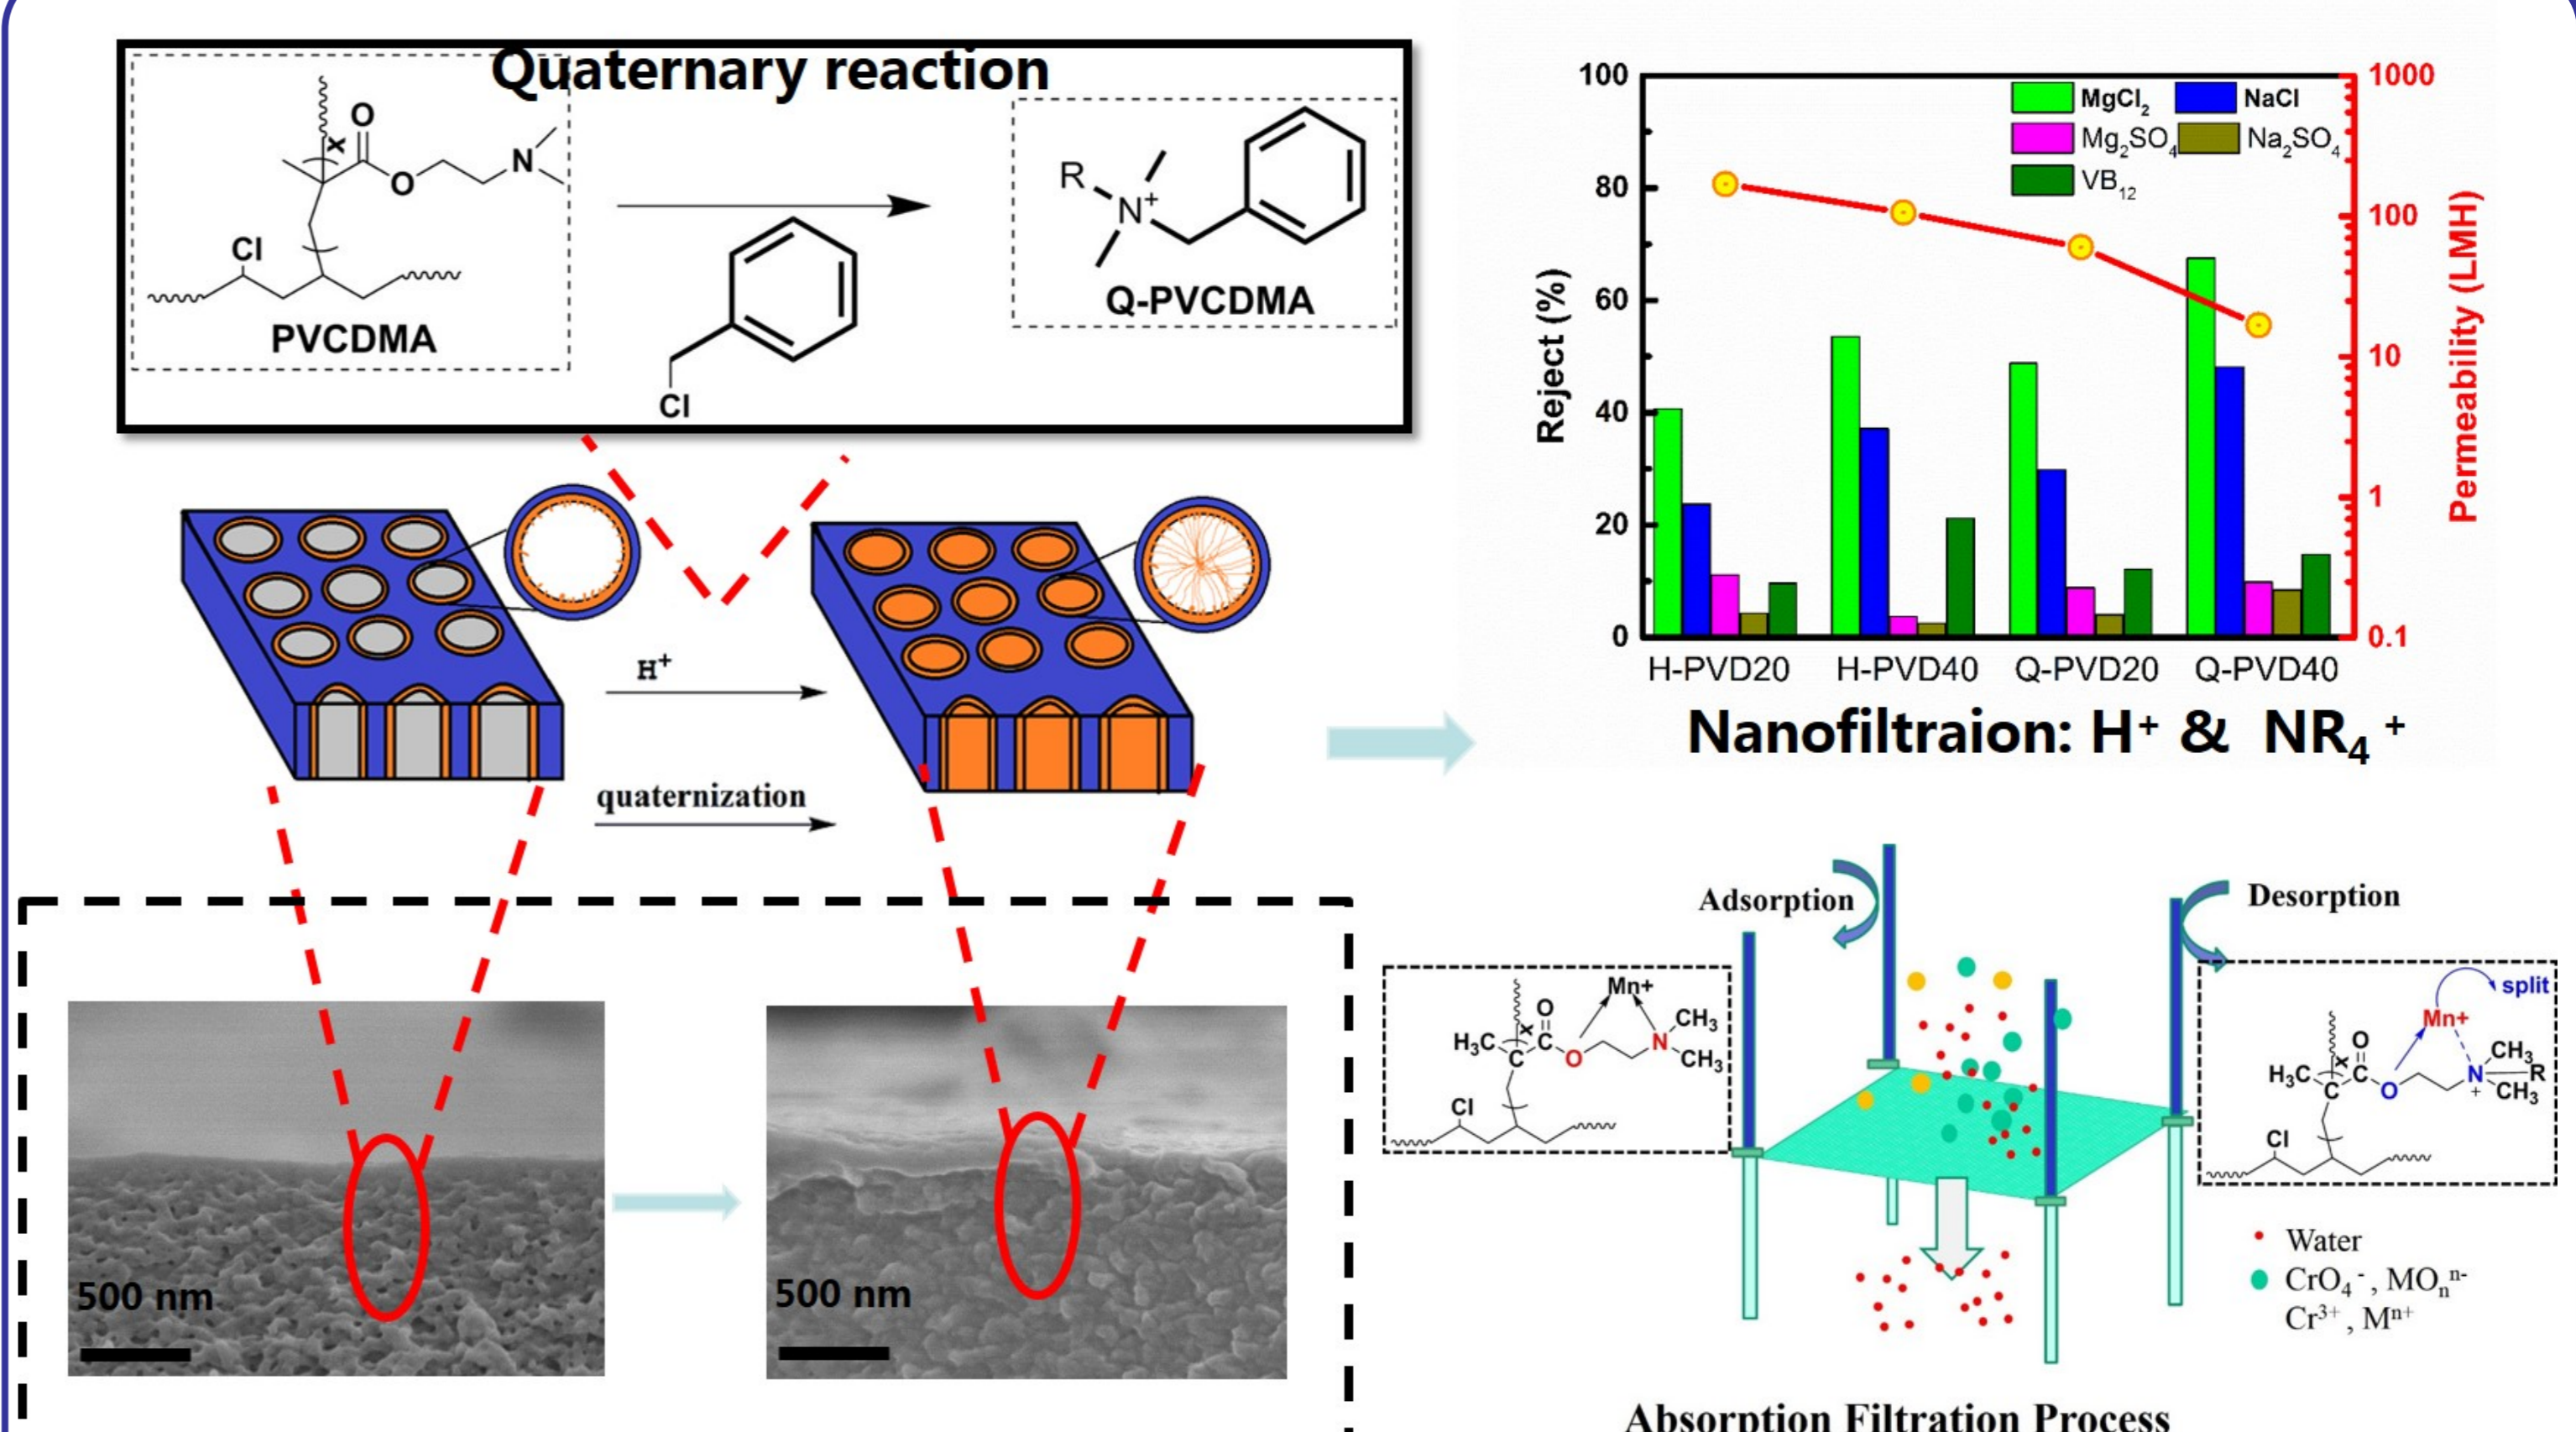 Quaternary reaction
x
O
O
N
Cl
PVCDMA
Cl
R
N+
Q-PVCDMA
H+
quaternization
500 nm
500 nm
Reject (%)
100
80
60
40
20
0
MgCl2 NaCl
Mg2SO4 Na2SO4
VB12
1000
100
10
1
0.1
Permeability (LMH)
H-PVD20 H-PVD40 Q-PVD20 Q-PVD40
Nanofiltraion: H+ & NR4 +
Adsorption
Desorption
Mn+
O
H3C
x
C
C
O
N
CH3
CH3
Cl
split
Mn+
O
H3C
x
C
C
O
N
+
CH3
R
CH3
Cl
Water
CrO4 - , MOn n-
Cr3+ , Mn+
Absorption Filtration Process